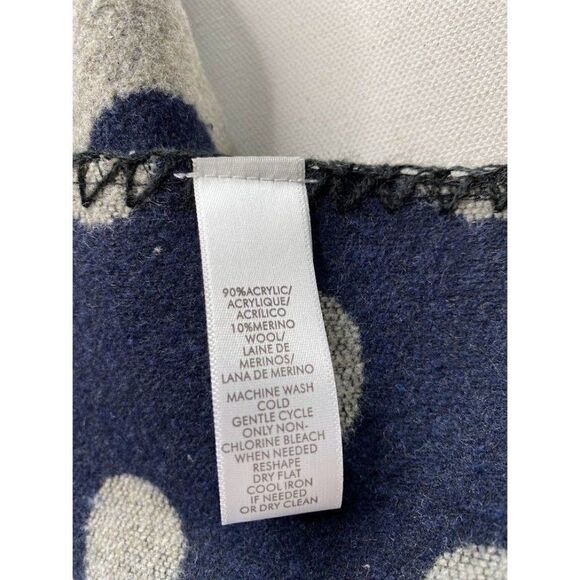 90%ACRYLIC/
ACRYLIQUE/
ACRÍLICO
10%MERINO
WOOL/
LAINE DE
MERINOS/
LANA DE MERINO
MACHINE WASH
COLD
GENTLE CYCLE
ONLY NON-
CHLORINE BLEACH
WHEN NEEDED
RESHAPE
DRY FLAT
COOL IRON
IF NEEDED
OR DRY CLEAN